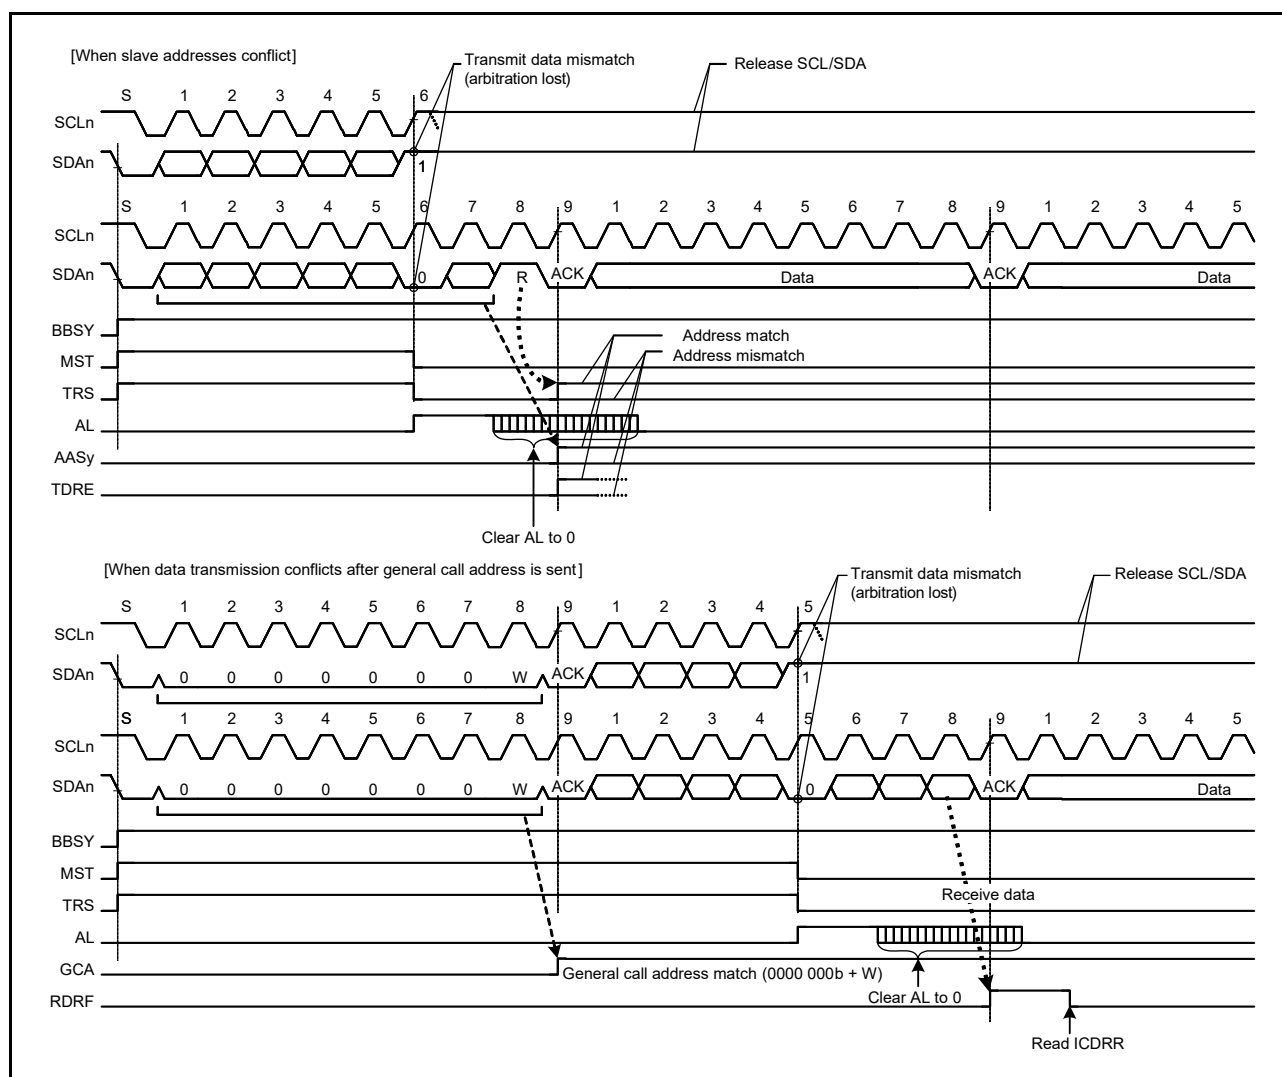 [When slave addresses conflict]
Transmit data mismatch
(arbitration lost)
Release SCL/SDA
S 1 2 3 4 5 6
SCLn
SDAn
1
S 1 2 3 4 5 6 7 8 9 1 2 3 4 5 6 7 8 9 1 2 3 4 5
SCLn
SDAn 0 R ACK Data ACK Data
BBSY
Address match
MST
Address mismatch
TRS
AL
AASy
TDRE
Clear AL to 0
[When data transmission conflicts after general call address is sent]
Transmit data mismatch
(arbitration lost)
Release SCL/SDA
S 1 2 3 4 5 6 7 8 9 1 2 3 4 5
SCLn
SDAn 0 0 0 0 0 0 0 W ACK 1
S 1 2 3 4 5 6 7 8 9 1 2 3 4 5 6 7 8 9 1 2 3 4 5
SCLn
SDAn 0 0 0 0 0 0 0 W ACK 0 ACK Data
BBSY
MST
Receive data
TRS
AL
GCA
General call address match (0000 000b + W)
Clear AL to 0
RDRF
Read ICDRR